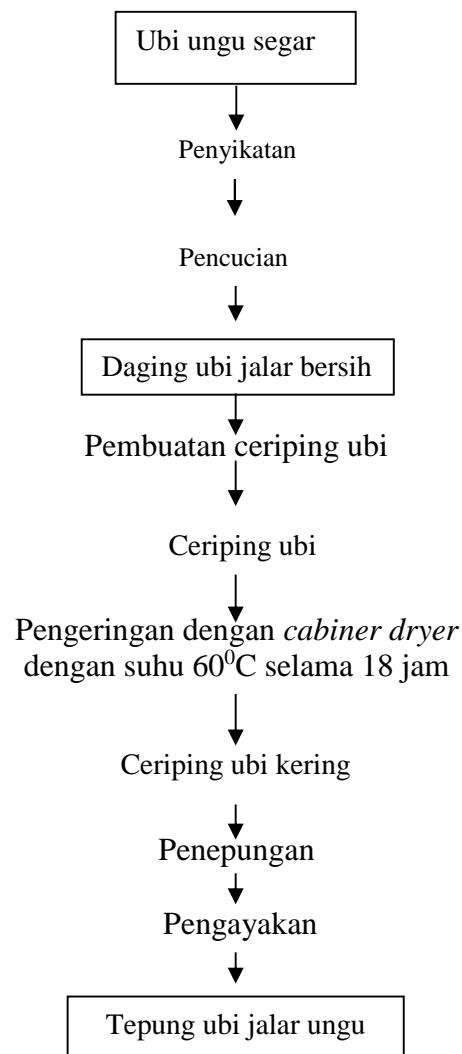 Ubi ungu segar
Penyikatan
Pencucian
Daging ubi jalar bersih
Pembuatan ceriping ubi
Ceriping ubi
Pengeringan dengan cabiner dryer
dengan suhu 60⁰C selama 18 jam
Ceriping ubi kering
Penepungan
Pengayakan
Tepung ubi jalar ungu